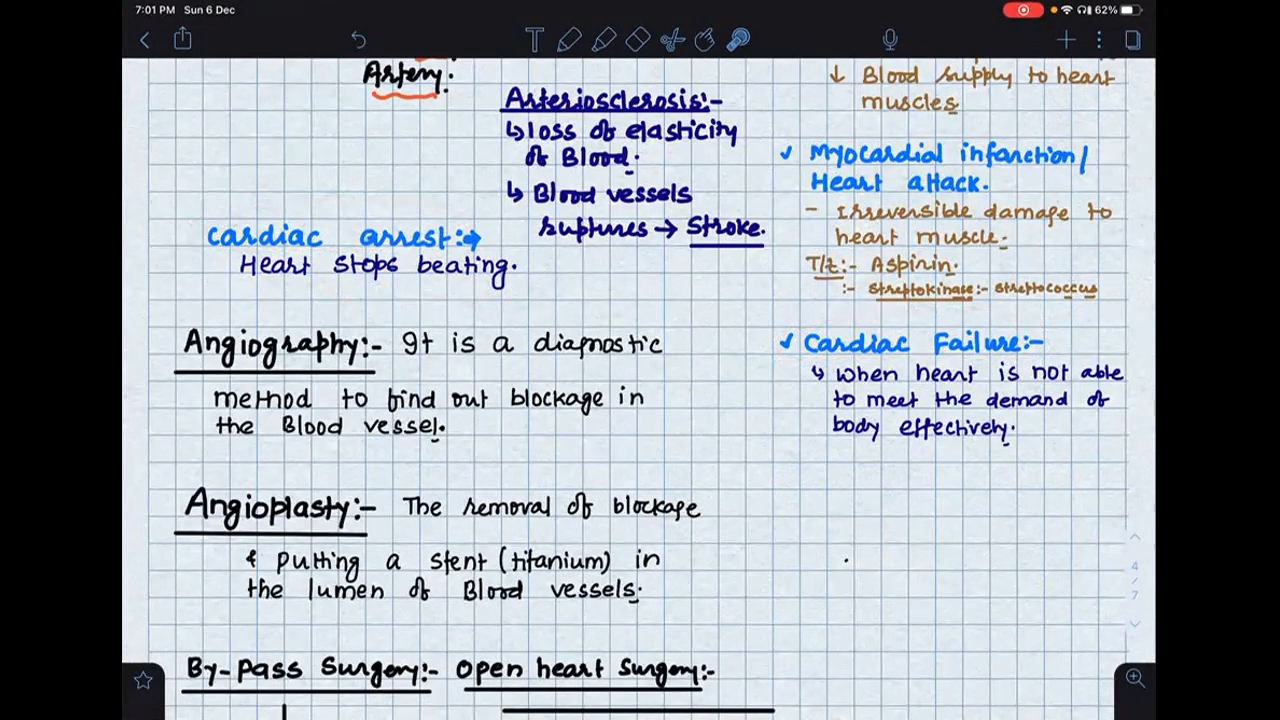 7:01 PM Sun 6 Dec
62%
Artery:
Arteriosclerosis:-
↳ loss of elasticity
of Blood.
↳ Blood vessels
ruptures → Stroke.
cardiac arrest:⇒
Heart stops beating.
Angiography:- It is a diagnostic
method to find out blockage in
the Blood vessel.
Angioplasty:- The removal of blockage
& putting a stent (titanium) in
the lumen of Blood vessels.
By-Pass Surgery:- Open heart Surgery:-
↓ Blood supply to heart
muscles
✓ Myocardial infarction/
Heart attack.
- Irreversible damage to
heart muscle.
T/t:- Aspirin.
:- Streptokinase:- Streptococcus
✓ Cardiac Failure:-
↳ When heart is not able
to meet the demand of
body effectively.
4
/
7